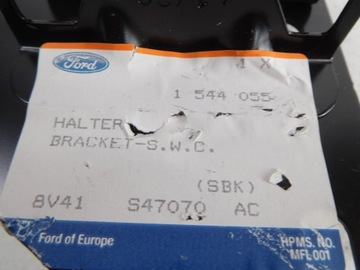 Ford
1 X
1 544 055
HALTER
BRACKET-S.W.C.
(SBK)
8V41 S47070 AC
Ford of Europe
HPMS. NO.
MFL001